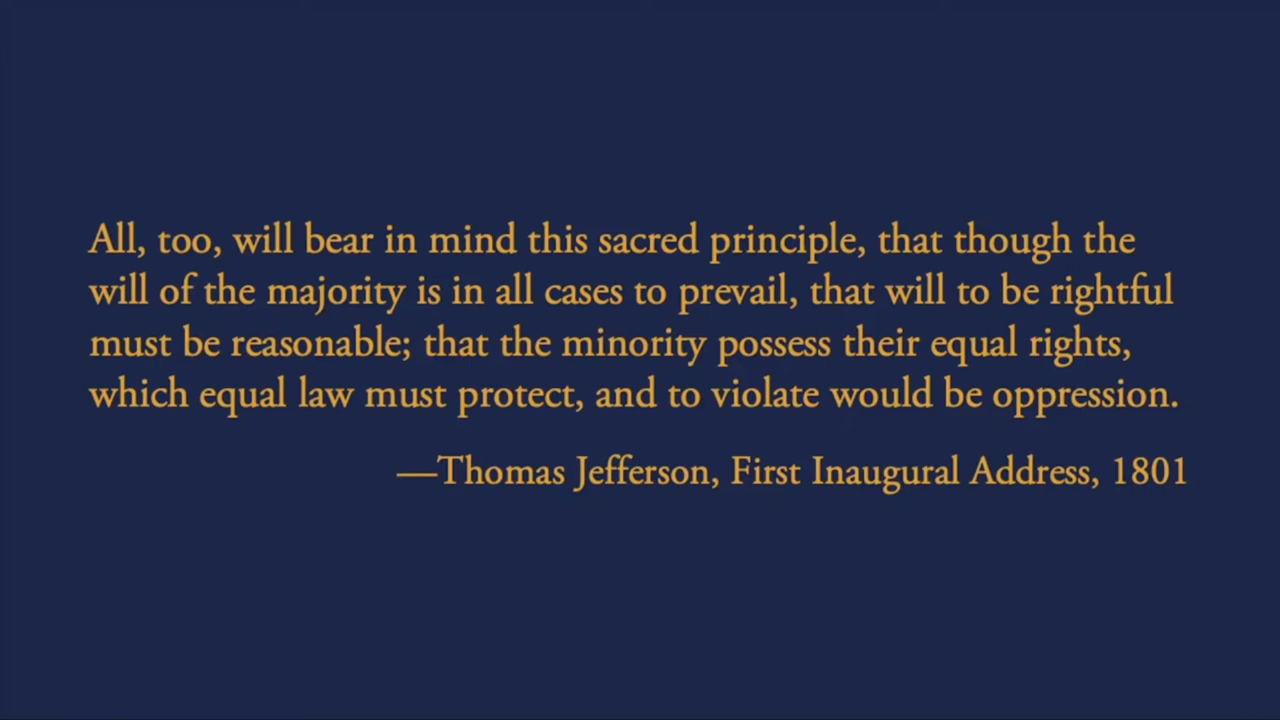 All, too, will bear in mind this sacred principle, that though the
will of the majority is in all cases to prevail, that will to be rightful
must be reasonable; that the minority possess their equal rights,
which equal law must protect, and to violate would be oppression.
—Thomas Jefferson, First Inaugural Address, 1801